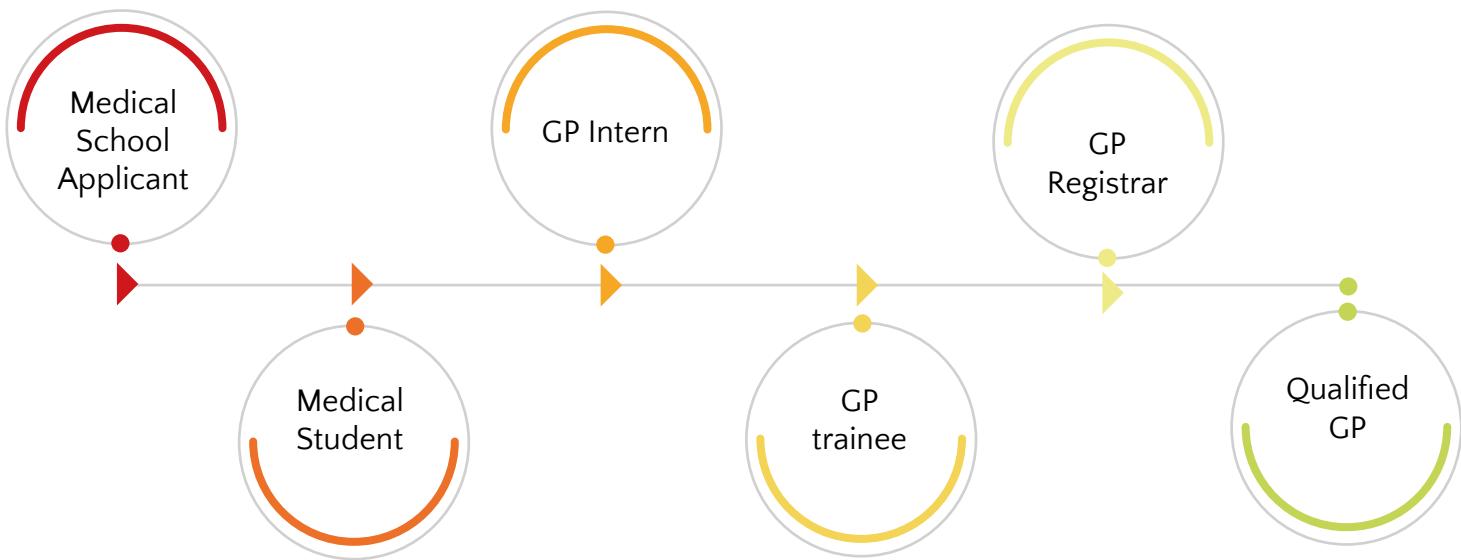 Medical
School
Applicant
Medical
Student
GP Intern
GP
trainee
GP
Registrar
Qualified
GP